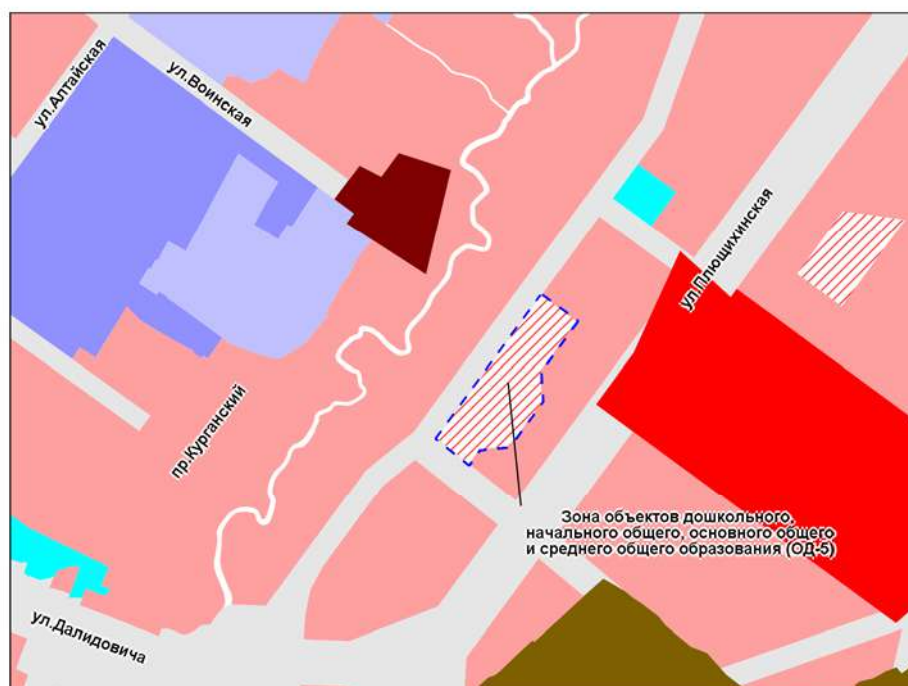 ул.Алтайская
ул.Воинская
ул.Плющихинская
пр.Курганский
Зона объектов дошкольного,
начального общего, основного общего
и среднего общего образования (ОД-5)
ул.Далидовича